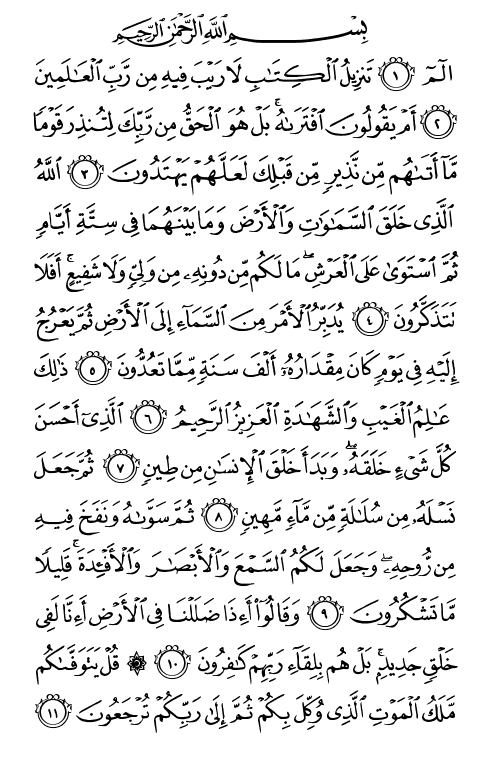 بِسْمِ ٱللَّهِ ٱلرَّحْمَٰنِ ٱلرَّحِيمِ
الٓمٓ ١ تَنزِيلُ ٱلْكِتَٰبِ لَا رَيْبَ فِيهِ مِن رَّبِّ ٱلْعَٰلَمِينَ
٢ أَمْ يَقُولُونَ ٱفْتَرَىٰهُ ۚ بَلْ هُوَ ٱلْحَقُّ مِن رَّبِّكَ لِتُنذِرَ قَوْمًا
مَّآ أَتَىٰهُم مِّن نَّذِيرٍ مِّن قَبْلِكَ لَعَلَّهُمْ يَهْتَدُونَ ٣ ٱللَّهُ
ٱلَّذِى خَلَقَ ٱلسَّمَٰوَٰتِ وَٱلْأَرْضَ وَمَا بَيْنَهُمَا فِى سِتَّةِ أَيَّامٍ
ثُمَّ ٱسْتَوَىٰ عَلَى ٱلْعَرْشِ ۖ مَا لَكُم مِّن دُونِهِۦ مِن وَلِىٍّ وَلَا شَفِيعٍ ۚ أَفَلَا
تَتَذَكَّرُونَ ٤ يُدَبِّرُ ٱلْأَمْرَ مِنَ ٱلسَّمَآءِ إِلَى ٱلْأَرْضِ ثُمَّ يَعْرُجُ
إِلَيْهِ فِى يَوْمٍ كَانَ مِقْدَارُهُۥٓ أَلْفَ سَنَةٍ مِّمَّا تَعُدُّونَ ٥ ذَٰلِكَ
عَٰلِمُ ٱلْغَيْبِ وَٱلشَّهَٰدَةِ ٱلْعَزِيزُ ٱلرَّحِيمُ ٦ ٱلَّذِىٓ أَحْسَنَ
كُلَّ شَىْءٍ خَلَقَهُۥ ۖ وَبَدَأَ خَلْقَ ٱلْإِنسَٰنِ مِن طِينٍ ٧ ثُمَّ جَعَلَ
نَسْلَهُۥ مِن سُلَٰلَةٍ مِّن مَّآءٍ مَّهِينٍ ٨ ثُمَّ سَوَّىٰهُ وَنَفَخَ فِيهِ
مِن رُّوحِهِۦ ۖ وَجَعَلَ لَكُمُ ٱلسَّمْعَ وَٱلْأَبْصَٰرَ وَٱلْأَفْـِٔدَةَ ۚ قَلِيلًا
مَّا تَشْكُرُونَ ٩ وَقَالُوٓا۟ أَءِذَا ضَلَلْنَا فِى ٱلْأَرْضِ أَءِنَّا لَفِى
خَلْقٍ جَدِيدٍۭ ۚ بَلْ هُم بِلِقَآءِ رَبِّهِمْ كَٰفِرُونَ ١٠ ۞ قُلْ يَتَوَفَّىٰكُم
مَّلَكُ ٱلْمَوْتِ ٱلَّذِى وُكِّلَ بِكُمْ ثُمَّ إِلَىٰ رَبِّكُمْ تُرْجَعُونَ ١١